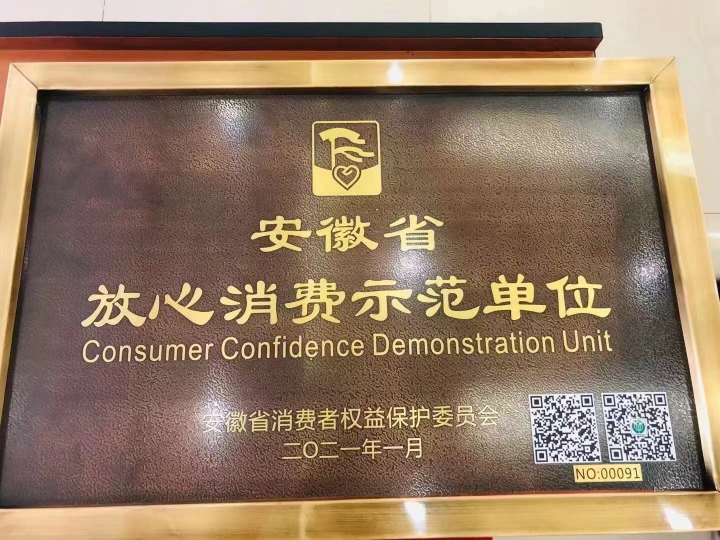 安徽省
放心消费示范单位
Consumer Confidence Demonstration Unit
安徽省消费者权益保护委员会
二〇二一年一月
NO:00091